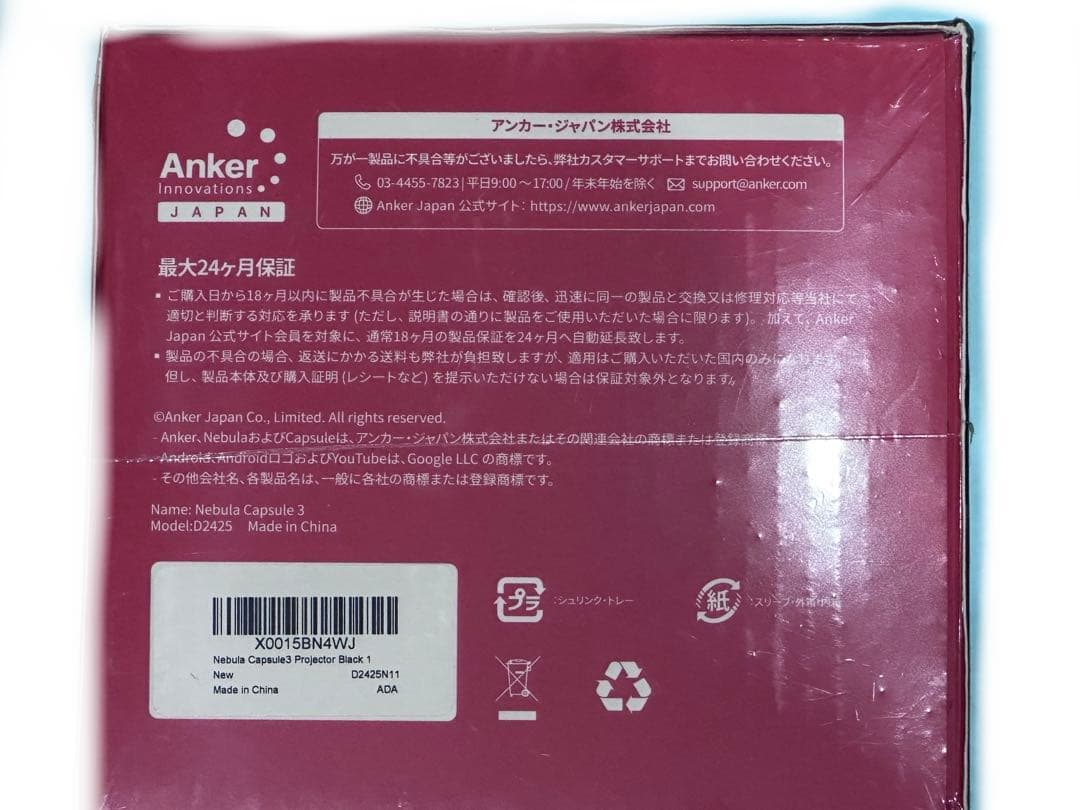 Anker
Innovations
JAPAN
アンカー・ジャパン株式会社
万が一製品に不具合等がございましたら、弊社カスタマーサポートまでお問い合わせください。
03-4455-7823 | 平日9:00～17:00 / 年末年始を除く support@anker.com
Anker Japan 公式サイト: https://www.ankerjapan.com
最大24ヶ月保証
▪ ご購入日から18ヶ月以内に製品不具合が生じた場合は、確認後、迅速に同一の製品と交換又は修理対応等当社にて
適切と判断する対応を承ります (ただし、説明書の通りに製品をご使用いただいた場合に限ります)。加えて、Anker
Japan 公式サイト会員を対象に、通常18ヶ月の製品保証を24ヶ月へ自動延長致します。
▪ 製品の不具合の場合、返送にかかる送料も弊社が負担致しますが、適用はご購入いただいた国内のみになります。
但し、製品本体及び購入証明 (レシートなど) を提示いただけない場合は保証対象外となります。
©Anker Japan Co., Limited. All rights reserved.
- Anker、NebulaおよびCapsuleは、アンカー・ジャパン株式会社またはその関連会社の商標または登録商標
- Android、AndroidロゴおよびYouTubeは、Google LLC の商標です。
- その他会社名、各製品名は、一般に各社の商標または登録商標です。
Name: Nebula Capsule 3
Model:D2425 Made in China
プラ :シュリンク・トレー
紙 :スリーブ・外箱
X0015BN4WJ
Nebula Capsule3 Projector Black 1
New D2425N11
Made in China ADA